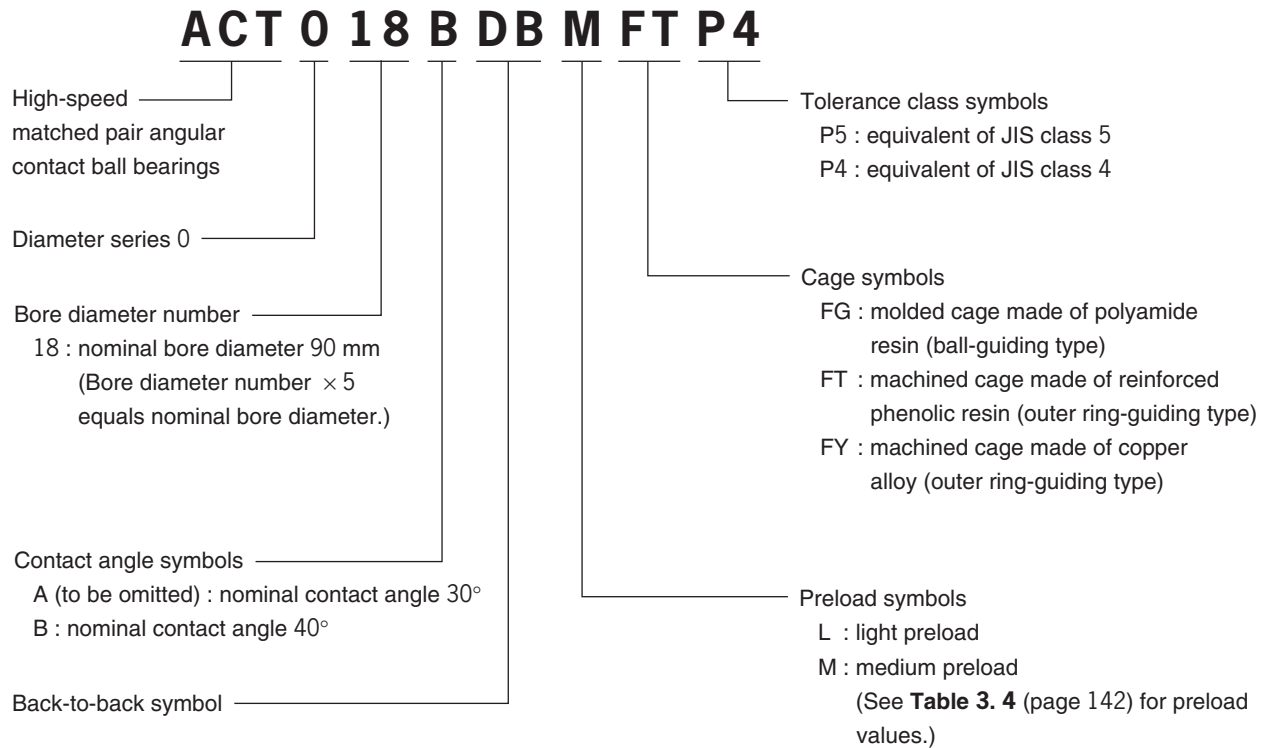 ACT 0 18 B DB M FT P4
High-speed
matched pair angular
contact ball bearings
Diameter series 0
Bore diameter number
18 : nominal bore diameter 90 mm
(Bore diameter number × 5
equals nominal bore diameter.)
Contact angle symbols
A (to be omitted) : nominal contact angle 30°
B : nominal contact angle 40°
Back-to-back symbol
Tolerance class symbols
P5 : equivalent of JIS class 5
P4 : equivalent of JIS class 4
Cage symbols
FG : molded cage made of polyamide
resin (ball-guiding type)
FT : machined cage made of reinforced
phenolic resin (outer ring-guiding type)
FY : machined cage made of copper
alloy (outer ring-guiding type)
Preload symbols
L : light preload
M : medium preload
(See Table 3. 4 (page 142) for preload
values.)